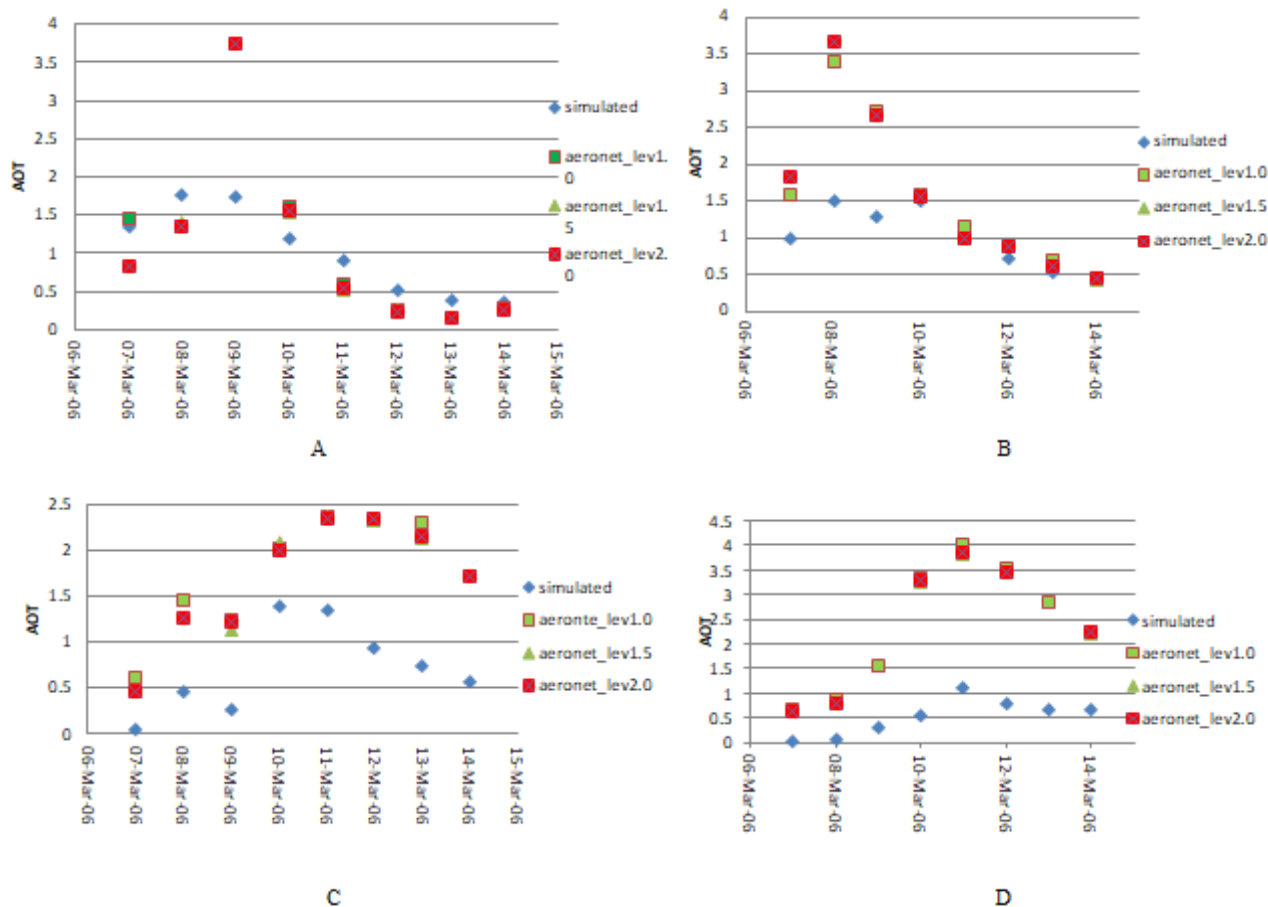 4
3.5
3
2.5
2
1.5
1
0.5
0
AOT
06-Mar-06
07-Mar-06
08-Mar-06
09-Mar-06
10-Mar-06
11-Mar-06
12-Mar-06
13-Mar-06
14-Mar-06
15-Mar-06
simulated
aeronet_lev1.
0
aeronet_lev1.
5
aeronet_lev2.
0
A
4
3.5
3
2.5
2
1.5
1
0.5
0
AOT
06-Mar-06
08-Mar-06
10-Mar-06
12-Mar-06
14-Mar-06
simulated
aeronet_lev1.0
aeronet_lev1.5
aeronet_lev2.0
B
2.5
2
1.5
1
0.5
0
AOT
06-Mar-06
07-Mar-06
08-Mar-06
09-Mar-06
10-Mar-06
11-Mar-06
12-Mar-06
13-Mar-06
14-Mar-06
15-Mar-06
simulated
aeronte_lev1.0
aeronet_lev1.5
aeronet_lev2.0
C
4.5
4
3.5
3
2.5
2
1.5
1
0.5
0
AOT
06-Mar-06
08-Mar-06
10-Mar-06
12-Mar-06
14-Mar-06
simulated
aeronet_lev1.0
aeronet_lev1.5
aeronet_lev2.0
D